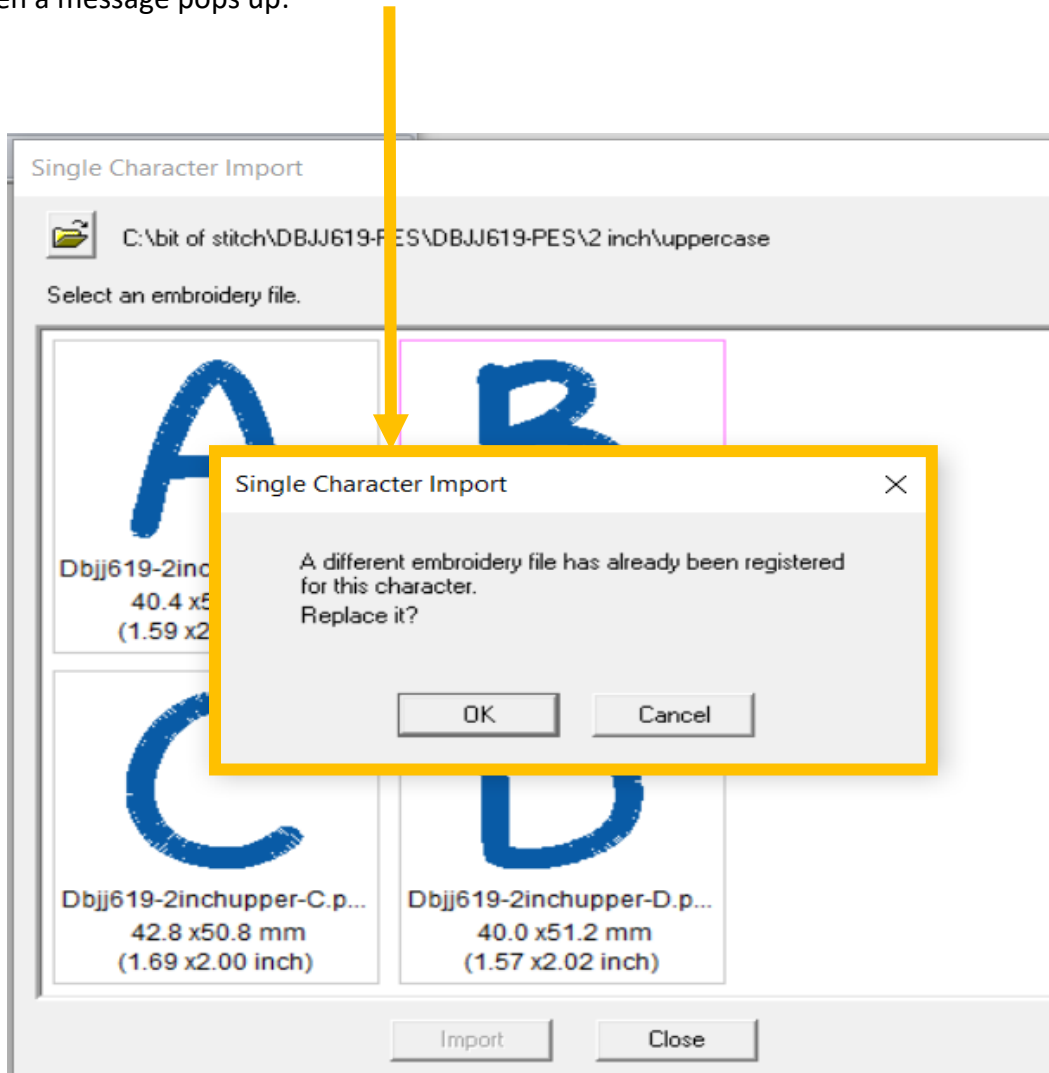 en a message pops up.
Single Character Import
C:\bit of stitch\DBJJ619-PES\DBJJ619-PES\2 inch\uppercase
Select an embroidery file.
Single Character Import
A different embroidery file has already been registered
for this character.
Replace it?
OK Cancel
Dbjj619-2inc
40.4 x5
(1.59 x2
Dbjj619-2inchupper-C.p... Dbjj619-2inchupper-D.p...
42.8 x50.8 mm 40.0 x51.2 mm
(1.69 x2.00 inch) (1.57 x2.02 inch)
Import Close